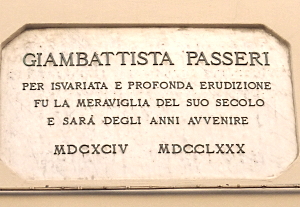 GIAMBATTISTA PASSERI
PER ISVARIATA E PROFONDA ERUDIZIONE
FU LA MERAVIGLIA DEL SUO SECOLO
E SARÁ DEGLI ANNI AVVENIRE
MDCXCIV MDCCLXXX